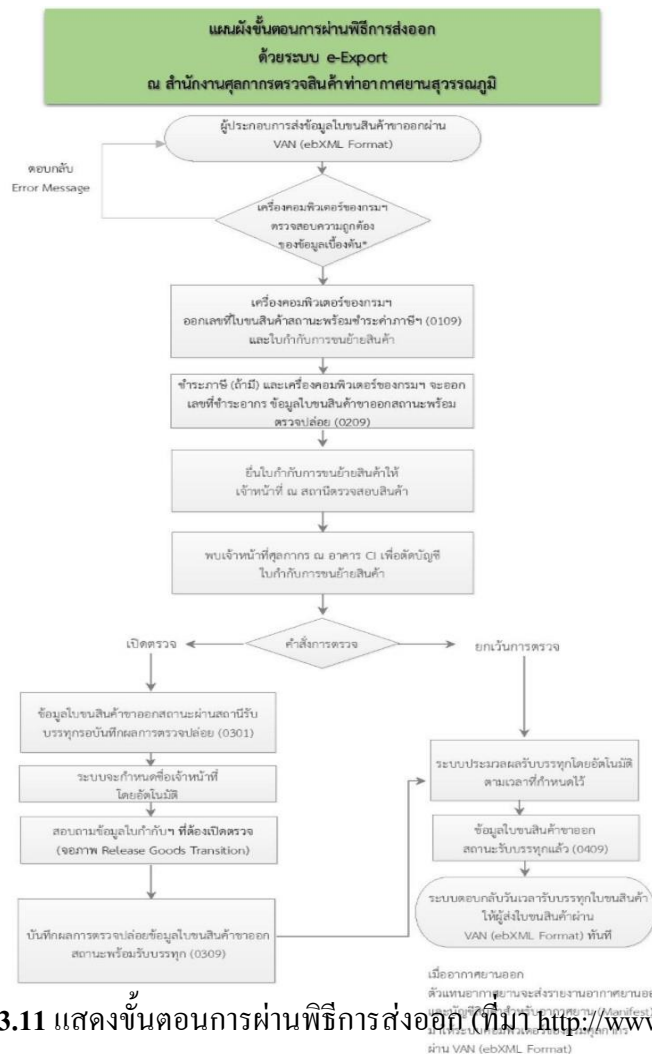 แผนผังขั้นตอนการผ่านพิธีการส่งออก
ด้วยระบบ e-Export
ณ สำนักงานศุลกากรตรวจสินค้าท่าอากาศยานสุวรรณภูมิ
ผู้ประกอบการส่งข้อมูลใบขนสินค้าขาออกผ่าน
VAN (ebXML Format)
ตอบกลับ
Error Message
เครื่องคอมพิวเตอร์ของกรมฯ
ตรวจสอบความถูกต้อง
ของข้อมูลเบื้องต้น*
เครื่องคอมพิวเตอร์ของกรมฯ
ออกเลขที่ใบขนสินค้าสถานะพร้อมชำระค่าภาษีฯ (0109)
และใบกำกับการขนย้ายสินค้า
ชำระภาษี (ถ้ามี) และเครื่องคอมพิวเตอร์ของกรมฯ จะออก
เลขที่ชำระอากร ข้อมูลใบขนสินค้าขาออกสถานะพร้อม
ตรวจปล่อย (0209)
ยื่นใบกำกับการขนย้ายสินค้าให้
เจ้าหน้าที่ ณ สถานีตรวจสอบสินค้า
พบเจ้าหน้าที่ศุลกากร ณ อาคาร CI เพื่อตัดบัญชี
ใบกำกับการขนย้ายสินค้า
เปิดตรวจ
คำสั่งการตรวจ
ยกเว้นการตรวจ
ข้อมูลใบขนสินค้าขาออกสถานะผ่านสถานีรับ
บรรทุกรอบันทึกผลการตรวจปล่อย (0301)
ระบบจะกำหนดชื่อเจ้าหน้าที่
โดยอัตโนมัติ
สอบถามข้อมูลใบกำกับฯ ที่ต้องเปิดตรวจ
(จอภาพ Release Goods Transition)
บันทึกผลการตรวจปล่อยข้อมูลใบขนสินค้าขาออก
สถานะพร้อมรับบรรทุก (0309)
ระบบประมวลผลรับบรรทุกโดยอัตโนมัติ
ตามเวลาที่กำหนดไว้
ข้อมูลใบขนสินค้าขาออก
สถานะรับบรรทุกแล้ว (0409)
ระบบตอบกลับวันเวลารับบรรทุกใบขนสินค้า
ให้ผู้ส่งใบขนสินค้าผ่าน
VAN (ebXML Format) ทันที
เมื่ออากาศยานออก
ตัวแทนอากาศยานจะส่งรายงานอากาศยานออ
(Manifest)
ผ่าน VAN (ebXML Format)
3.11 แสดงขั้นตอนการผ่านพิธีการส่งออก (ที่มา http://www